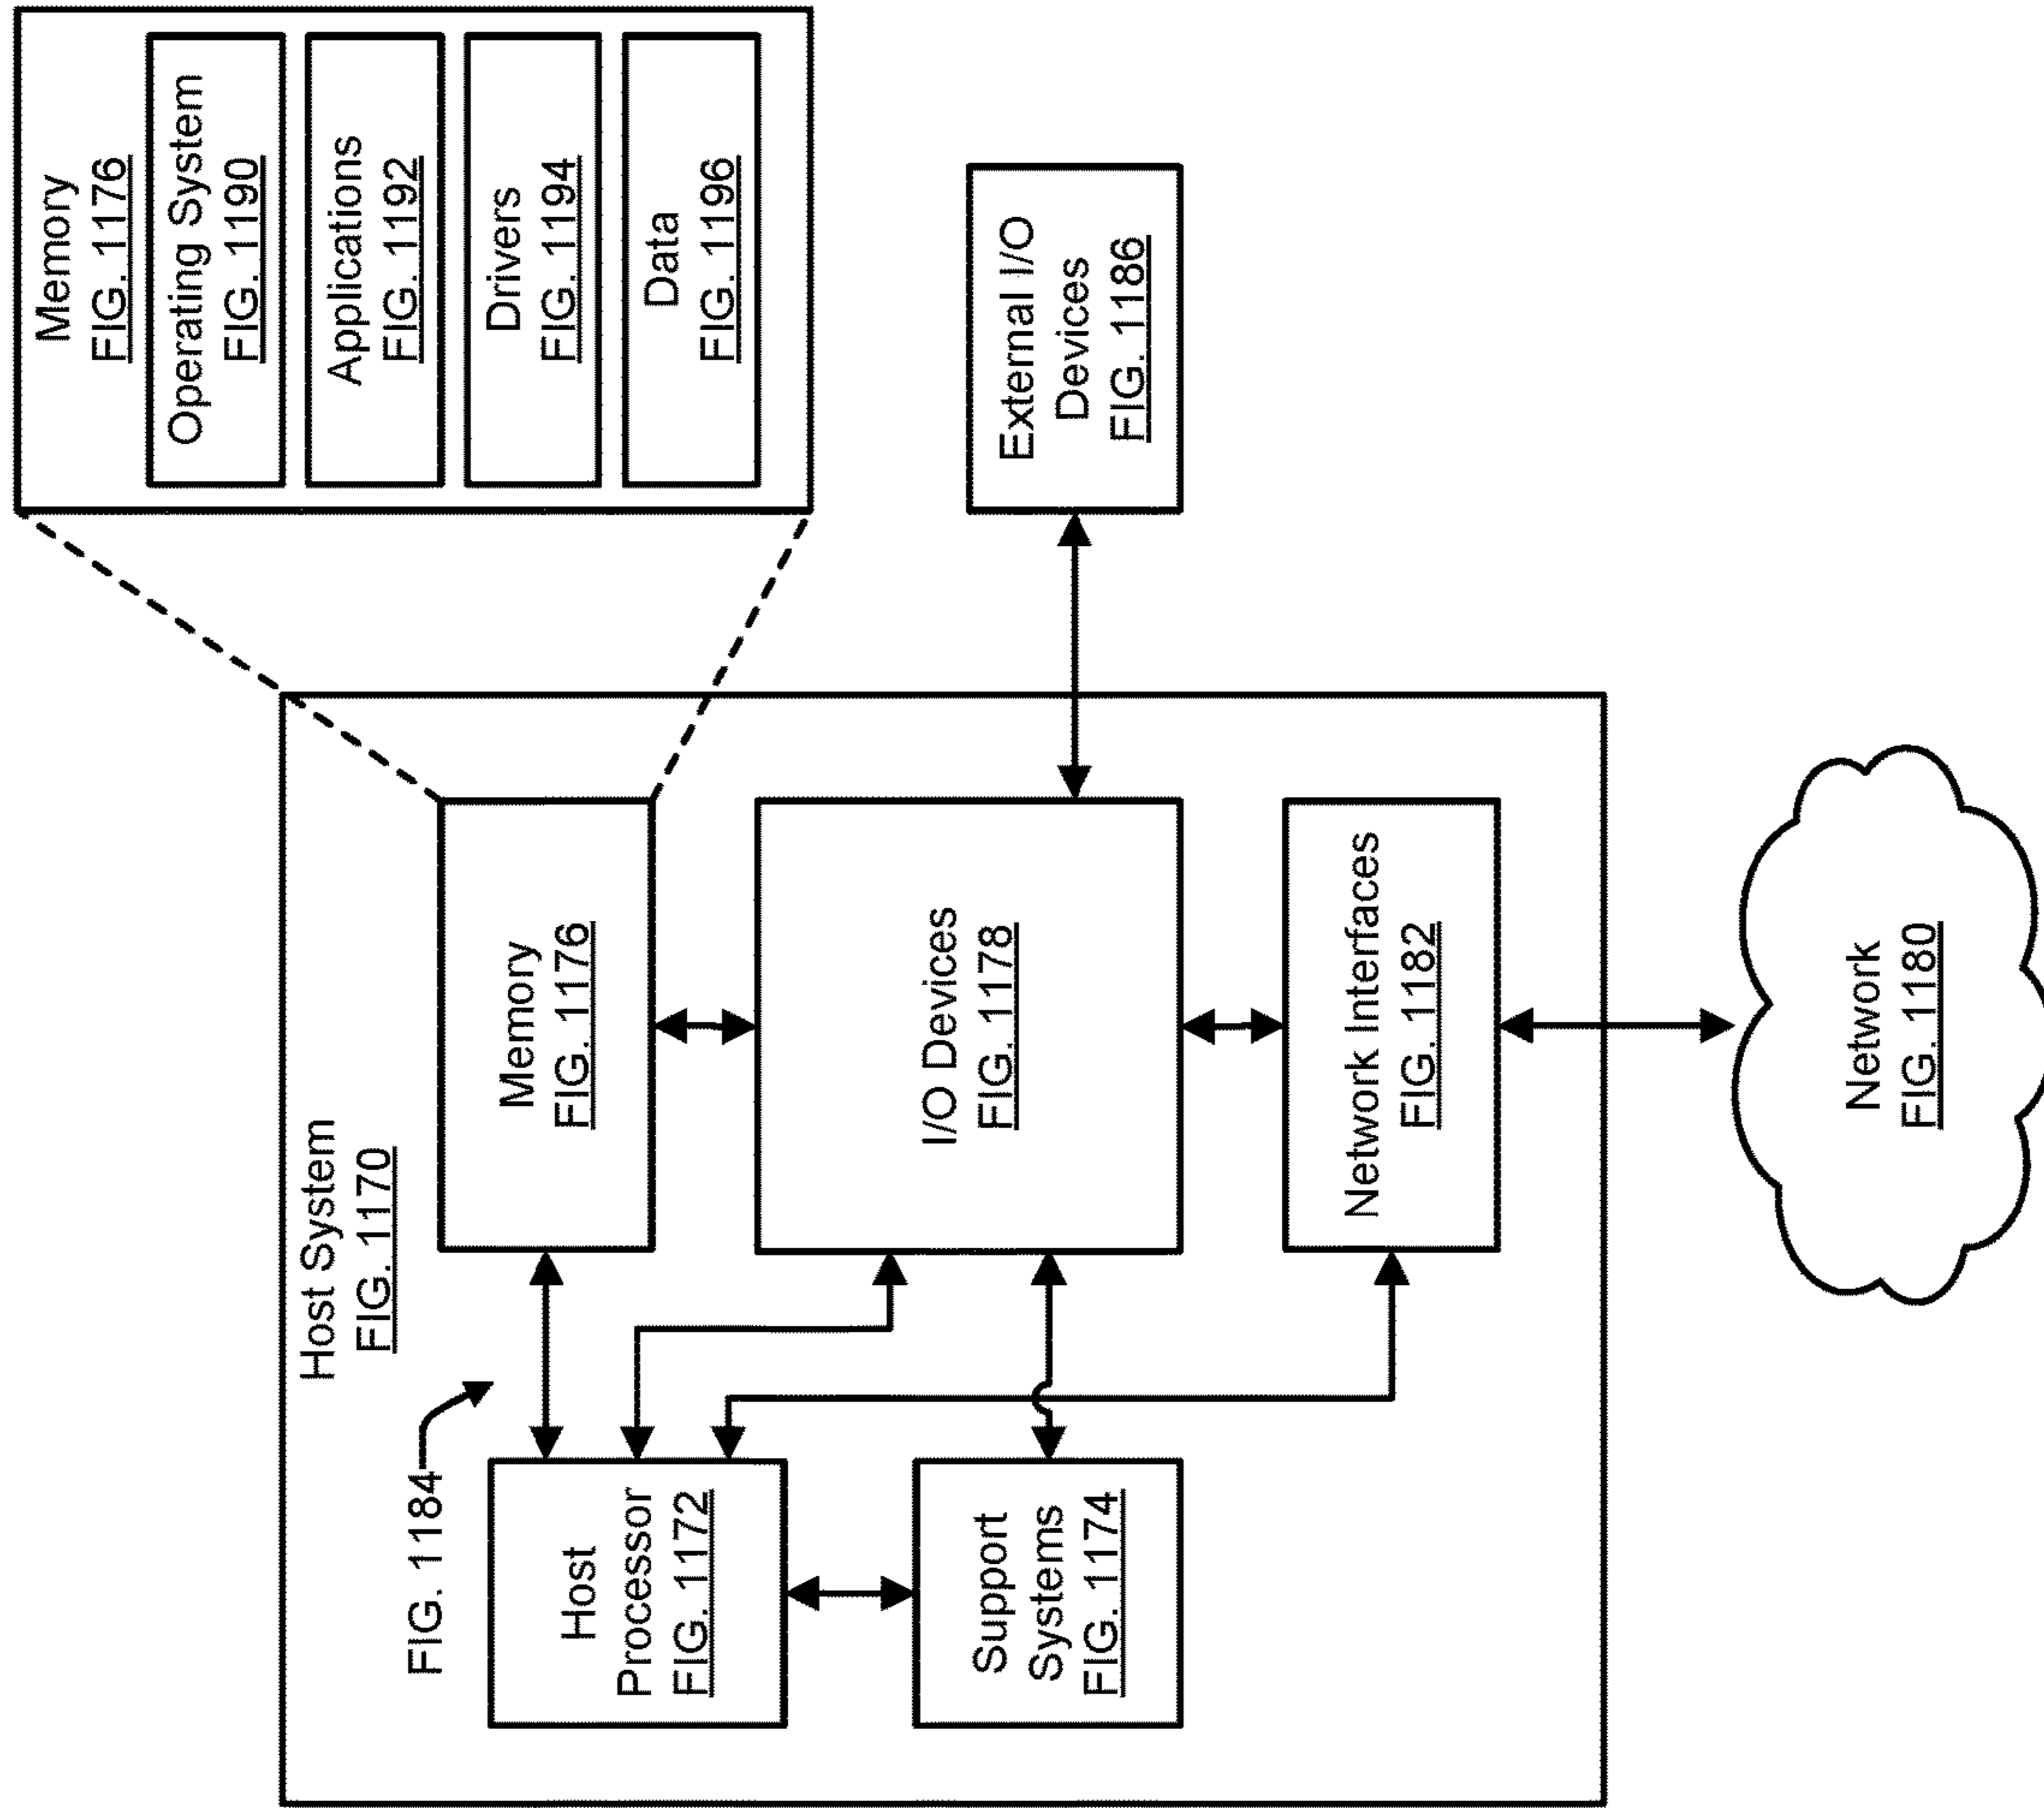 Host System
FIG. 1170
FIG. 1184
Host
Processor
FIG. 1172
Support
Systems
FIG. 1174
Memory
FIG. 1176
I/O Devices
FIG. 1178
Network Interfaces
FIG. 1182
Network
FIG. 1180
Memory
FIG. 1176
Operating System
FIG. 1190
Applications
FIG. 1192
Drivers
FIG. 1194
Data
FIG. 1196
External I/O
Devices
FIG. 1186